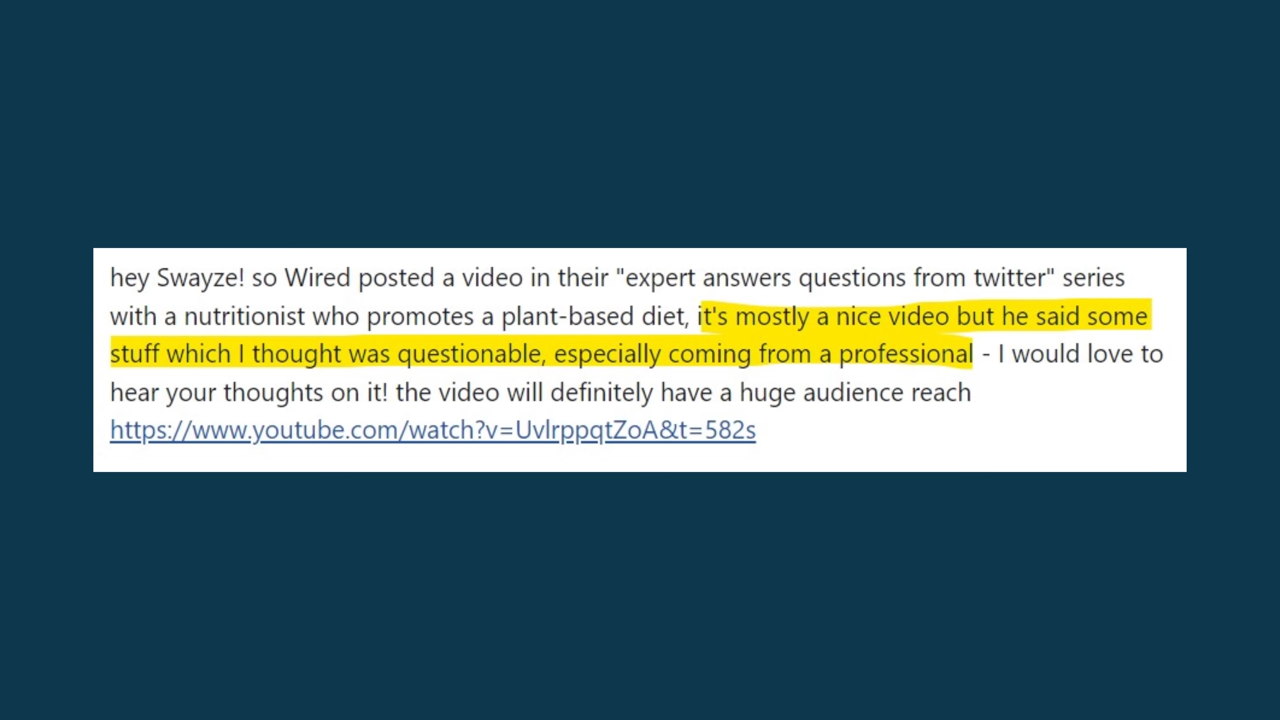 hey Swayze! so Wired posted a video in their "expert answers questions from twitter" series
with a nutritionist who promotes a plant-based diet, it's mostly a nice video but he said some
stuff which I thought was questionable, especially coming from a professional - I would love to
hear your thoughts on it! the video will definitely have a huge audience reach
https://www.youtube.com/watch?v=UvlrppqtZoA&t=582s